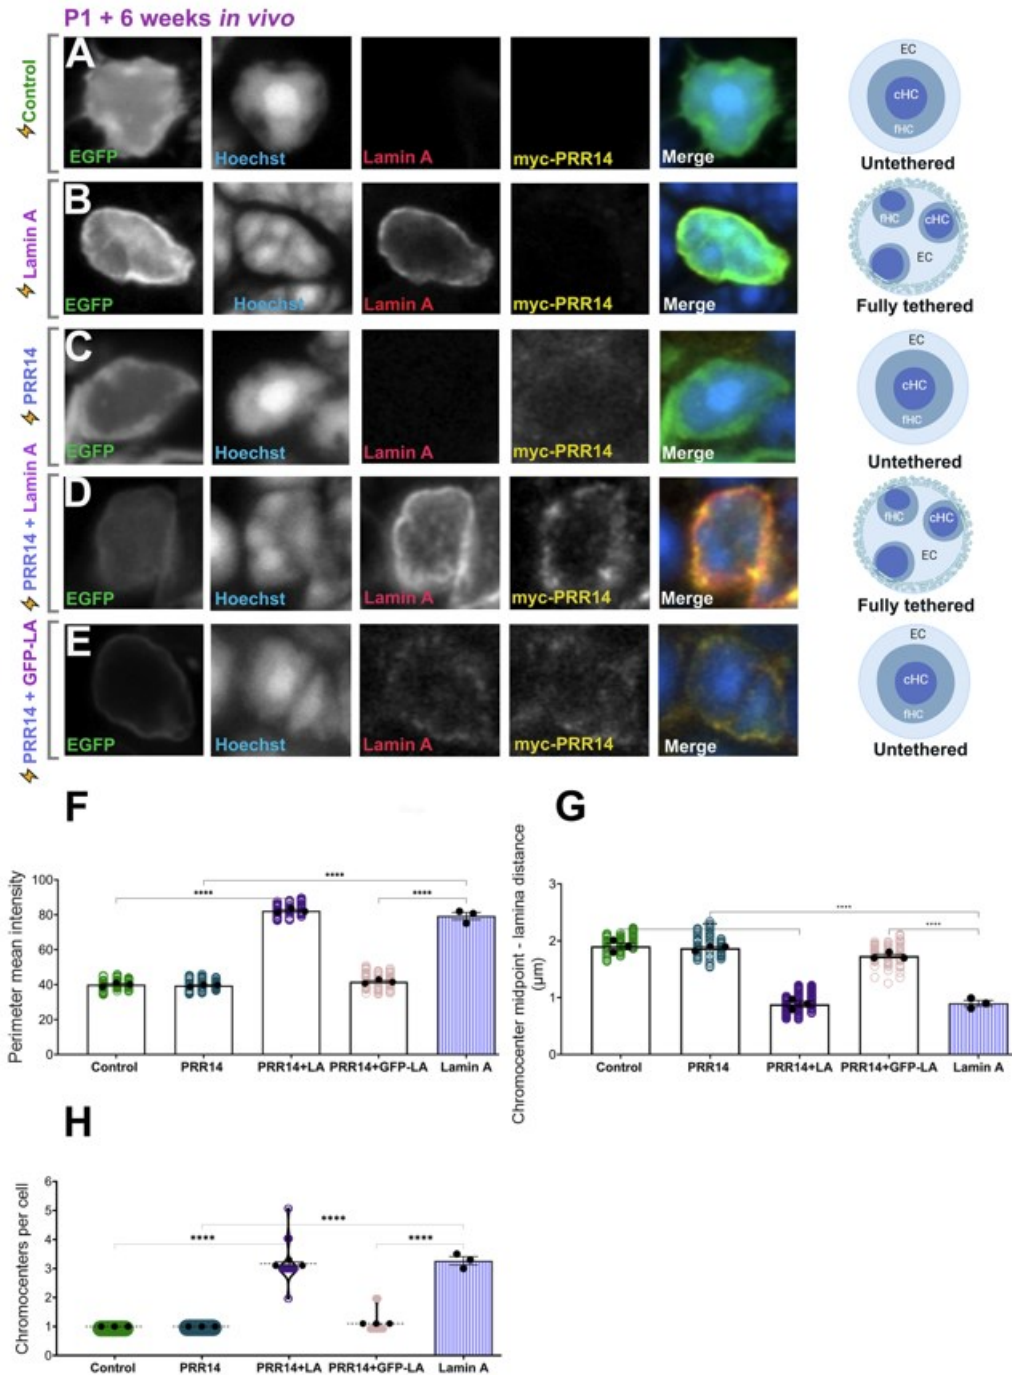 P1 + 6 weeks in vivo
Control
A
EGFP
Hoechst
Lamin A
myc-PRR14
Merge
EC
cHC
fHC
Untethered
Lamin A
B
EGFP
Hoechst
Lamin A
myc-PRR14
Merge
fHC
cHC
EC
Fully tethered
PRR14
C
EGFP
Hoechst
Lamin A
myc-PRR14
Merge
EC
cHC
fHC
Untethered
PRR14 + Lamin A
D
EGFP
Hoechst
Lamin A
myc-PRR14
Merge
fHC
cHC
EC
Fully tethered
PRR14 + GFP-LA
E
EGFP
Hoechst
Lamin A
myc-PRR14
Merge
EC
cHC
fHC
Untethered
F
Perimeter mean intensity
100
80
60
40
20
0
****
****
****
Control PRR14 PRR14+LA PRR14+GFP-LA Lamin A
G
Chromocenter midpoint - lamina distance
(µm)
3
2
1
0
****
****
Control PRR14 PRR14+LA PRR14+GFP-LA Lamin A
H
Chromocenters per cell
6
5
4
3
2
1
0
****
****
****
Control PRR14 PRR14+LA PRR14+GFP-LA Lamin A